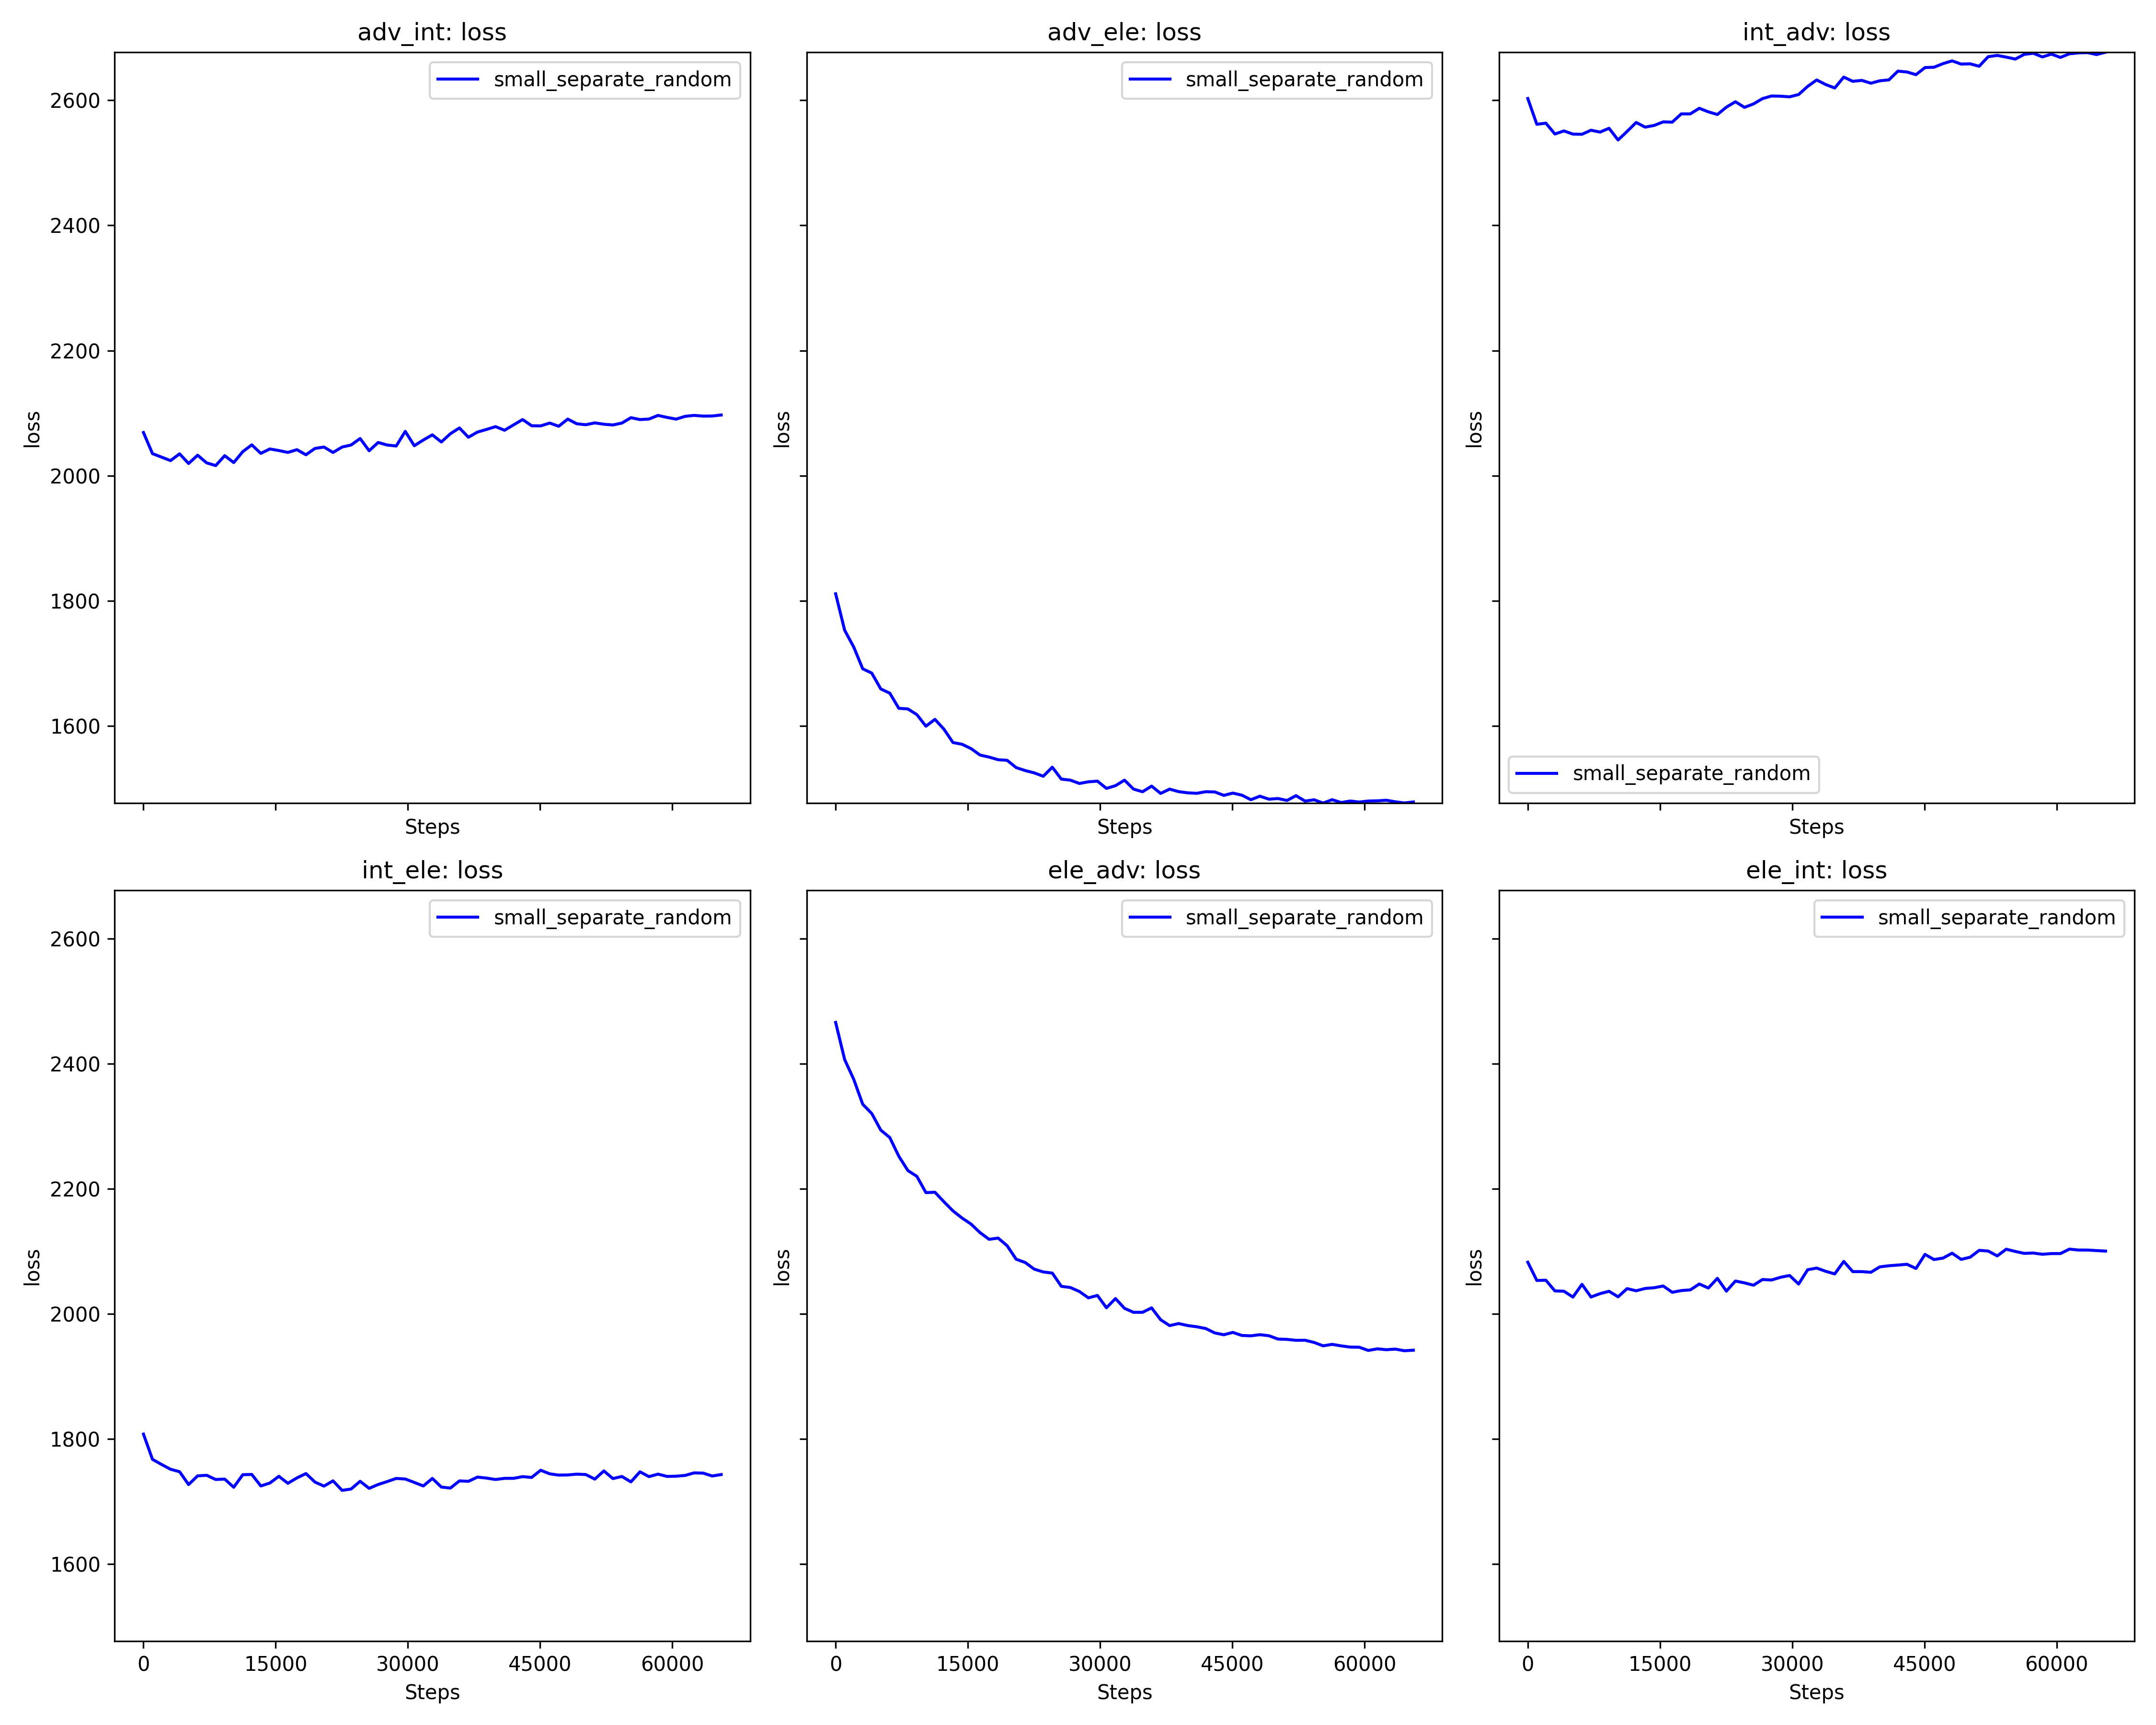 adv_int: loss
adv_ele: loss
int_adv: loss
small_separate_random
small_separate_random
small_separate_random
2600
2400
2200
2000
1800
1600
loss
loss
loss
Steps
Steps
Steps
int_ele: loss
ele_adv: loss
ele_int: loss
small_separate_random
small_separate_random
small_separate_random
2600
2400
2200
2000
1800
1600
loss
loss
loss
0 15000 30000 45000 60000
0 15000 30000 45000 60000
0 15000 30000 45000 60000
Steps
Steps
Steps